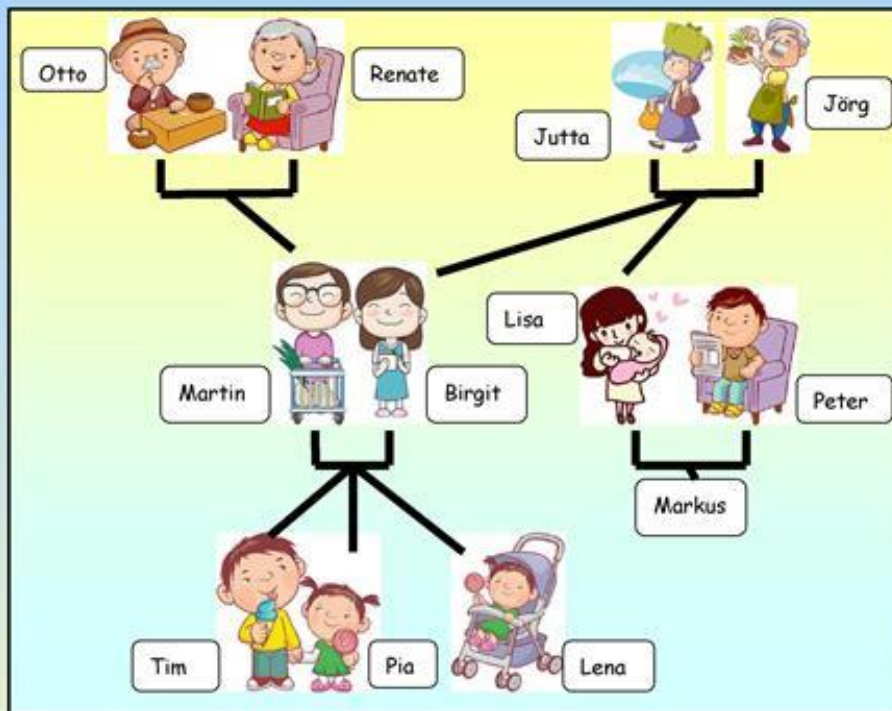 Otto
Renate
Jutta
Jörg
Lisa
Martin
Birgit
Peter
Markus
Tim
Pia
Lena